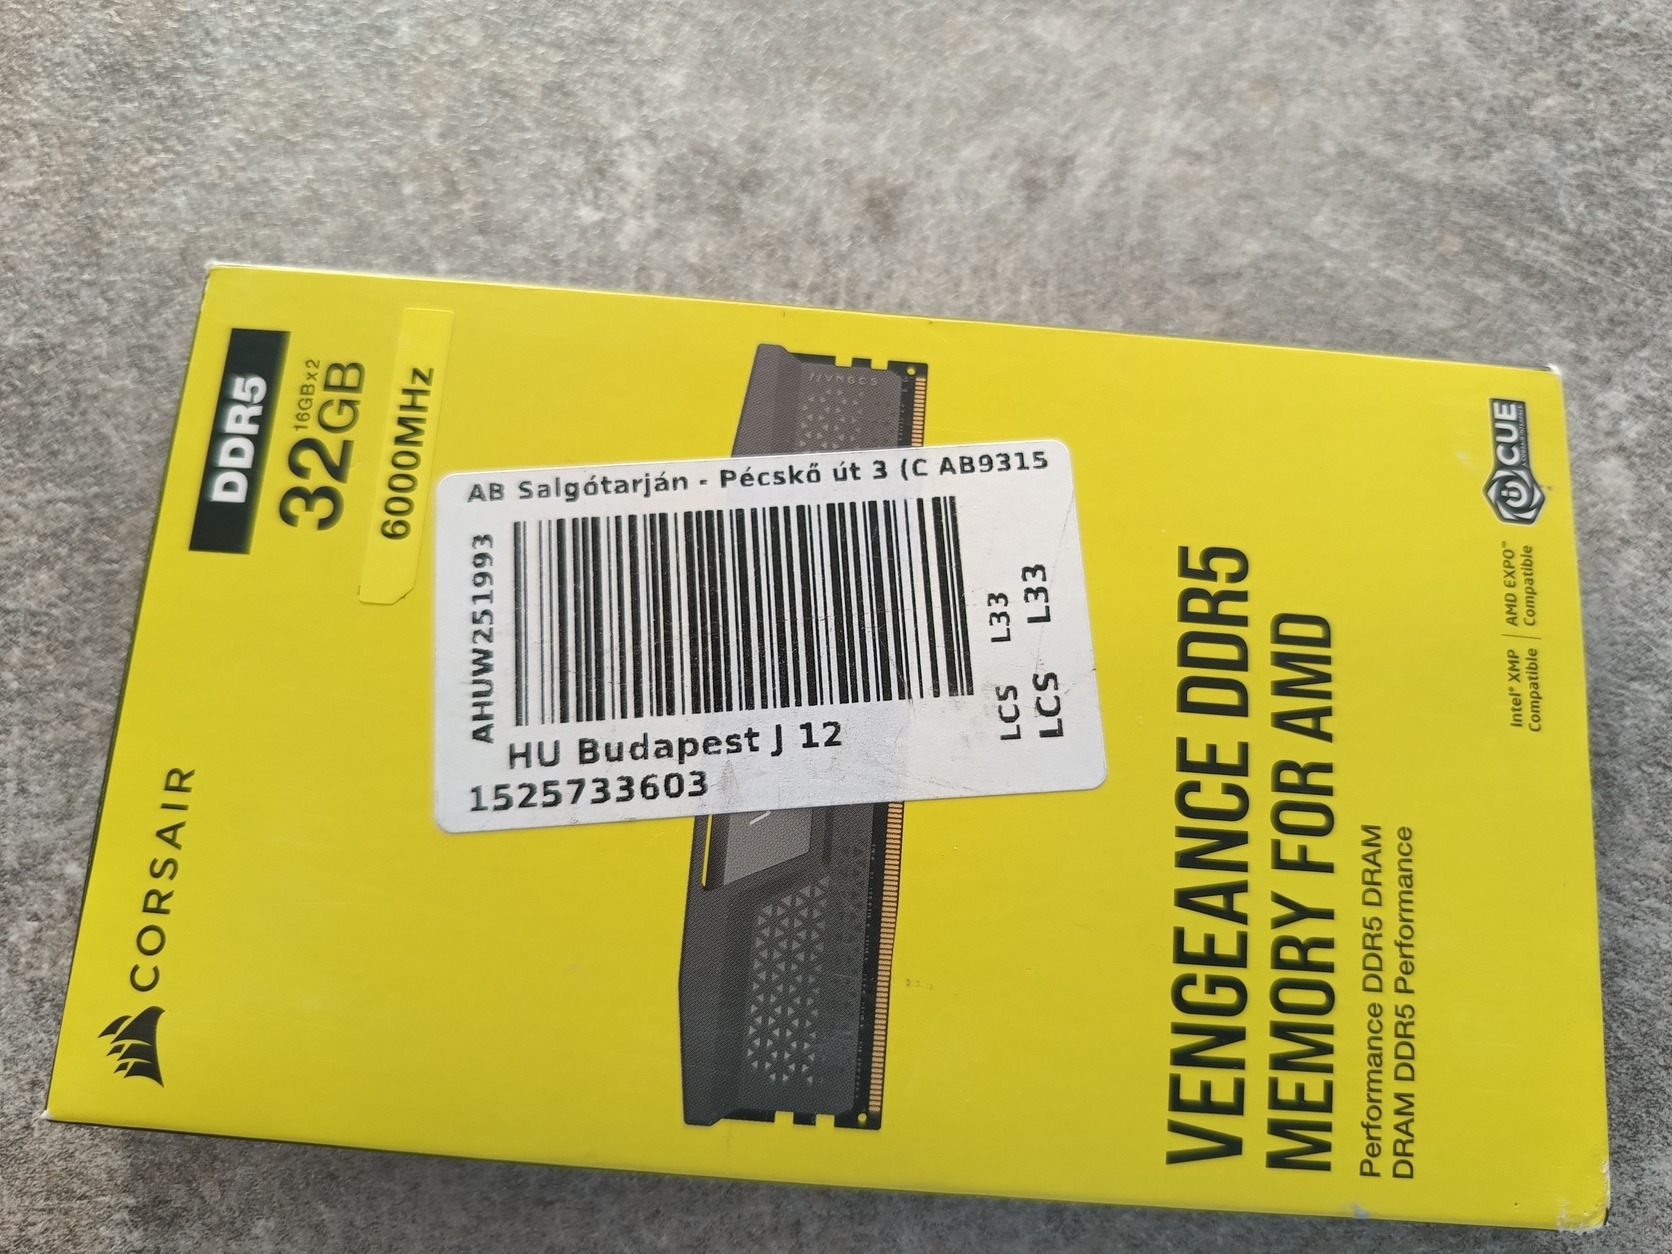 CORSAIR
DDR5
16GBx2
32GB
6000MHz
//VNGC5
AB Salgótarján - Pécskő út 3 (C AB9315
AHUW251993
HU Budapest J 12
1525733603
LCS L33
LCS L33
VENGEANCE DDR5
MEMORY FOR AMD
Performance DDR5 DRAM
DRAM DDR5 Performance
Intel® XMP
Compatible
AMD EXPO™
Compatible
CUE